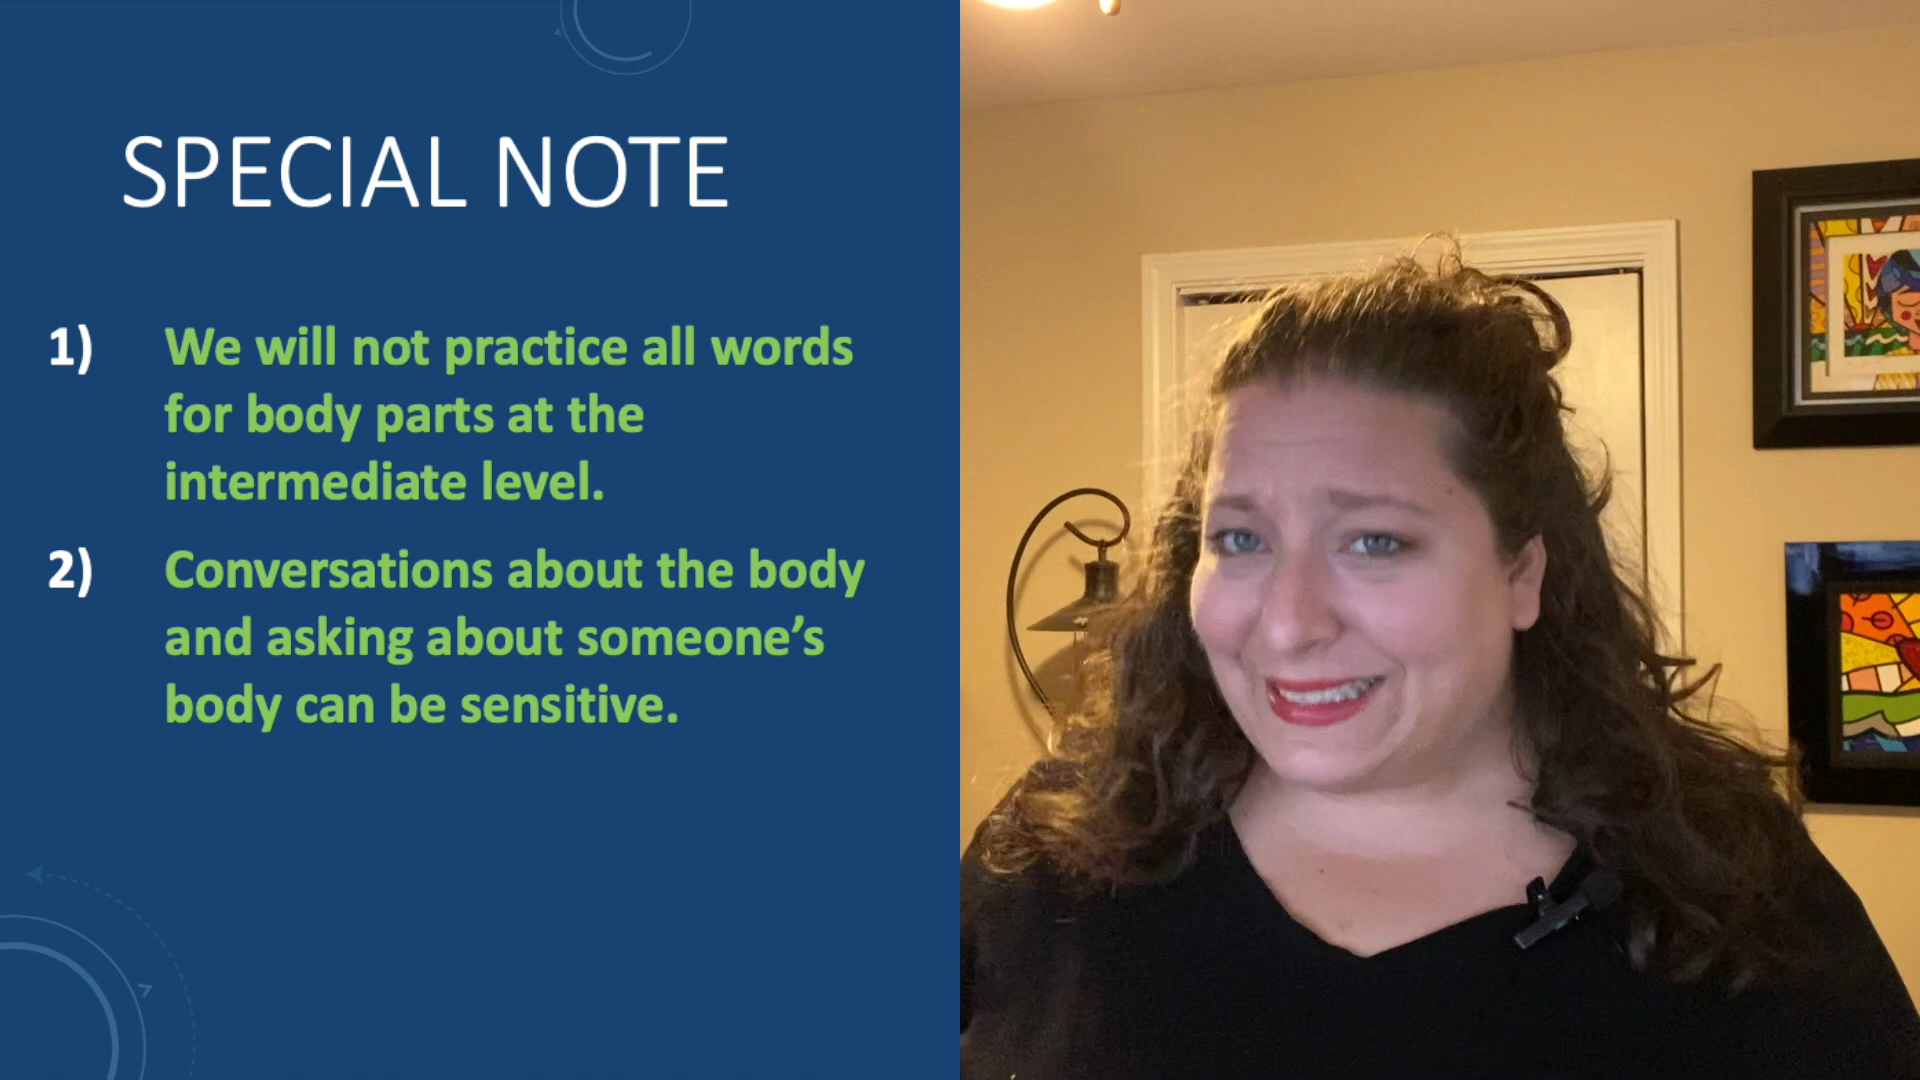 SPECIAL NOTE
1) We will not practice all words
for body parts at the
intermediate level.
2) Conversations about the body
and asking about someone’s
body can be sensitive.